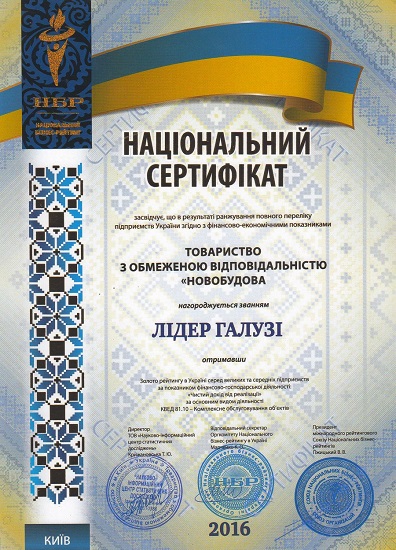 НБР
НАЦІОНАЛЬНИЙ
БІЗНЕС-РЕЙТИНГ
НАЦІОНАЛЬНИЙ
СЕРТИФІКАТ
засвідчує, що в результаті ранжування повного переліку
підприємств України згідно з фінансово-економічними показниками
ТОВАРИСТВО
З ОБМЕЖЕНОЮ ВІДПОВІДАЛЬНІСТЮ
«НОВОБУДОВА
нагороджується званням
ЛІДЕР ГАЛУЗІ
отримавши
Золото рейтингу в Україні серед великих та середніх підприємств
за показником фінансово-господарської діяльності
«Чистий дохід від реалізації»
за основним видом діяльності
КВЕД 81.10 – Комплексне обслуговування об'єктів
Директор
ТОВ «Науково-інформаційний
центр-статистичних
досліджень»
Т.Ю.
Відповідальний секретар
Оргкомітету Національного
бізнес-рейтингу в Україні
Президент
міжнародного рейтингового
Союзу Національних бізнес-
рейтингів
В. В.
НБР
2016
КИЇВ